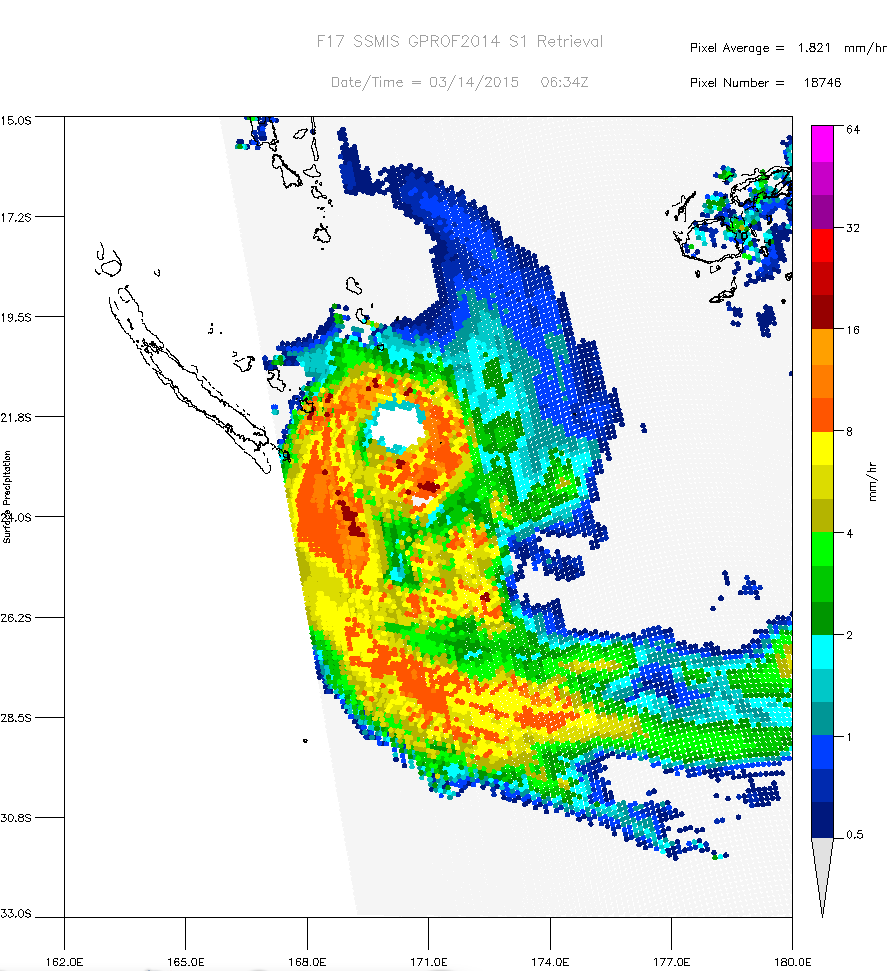 F17 SSMIS GPROF2014 S1 Retrieval
Pixel Average = 1.821 mm/hr
Date/Time = 03/14/2015 06:34Z
Pixel Number = 18746
15.0S
17.2S
19.5S
21.8S
24.0S
26.2S
28.5S
30.8S
33.0S
Surface Precipitation
162.0E 165.0E 168.0E 171.0E 174.0E 177.0E 180.0E
64
32
16
8
4
2
1
0.5
mm/hr